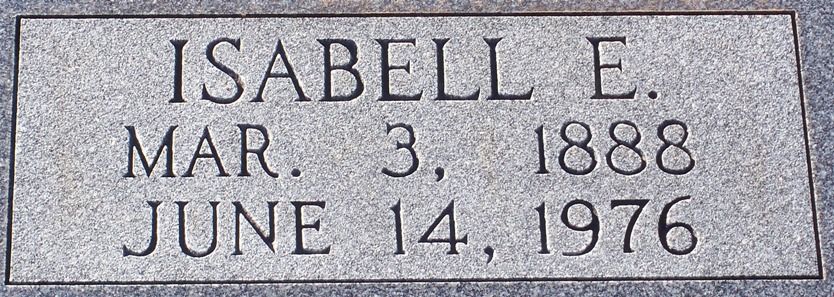 ISABELL E.
MAR. 3, 1888
JUNE 14, 1976